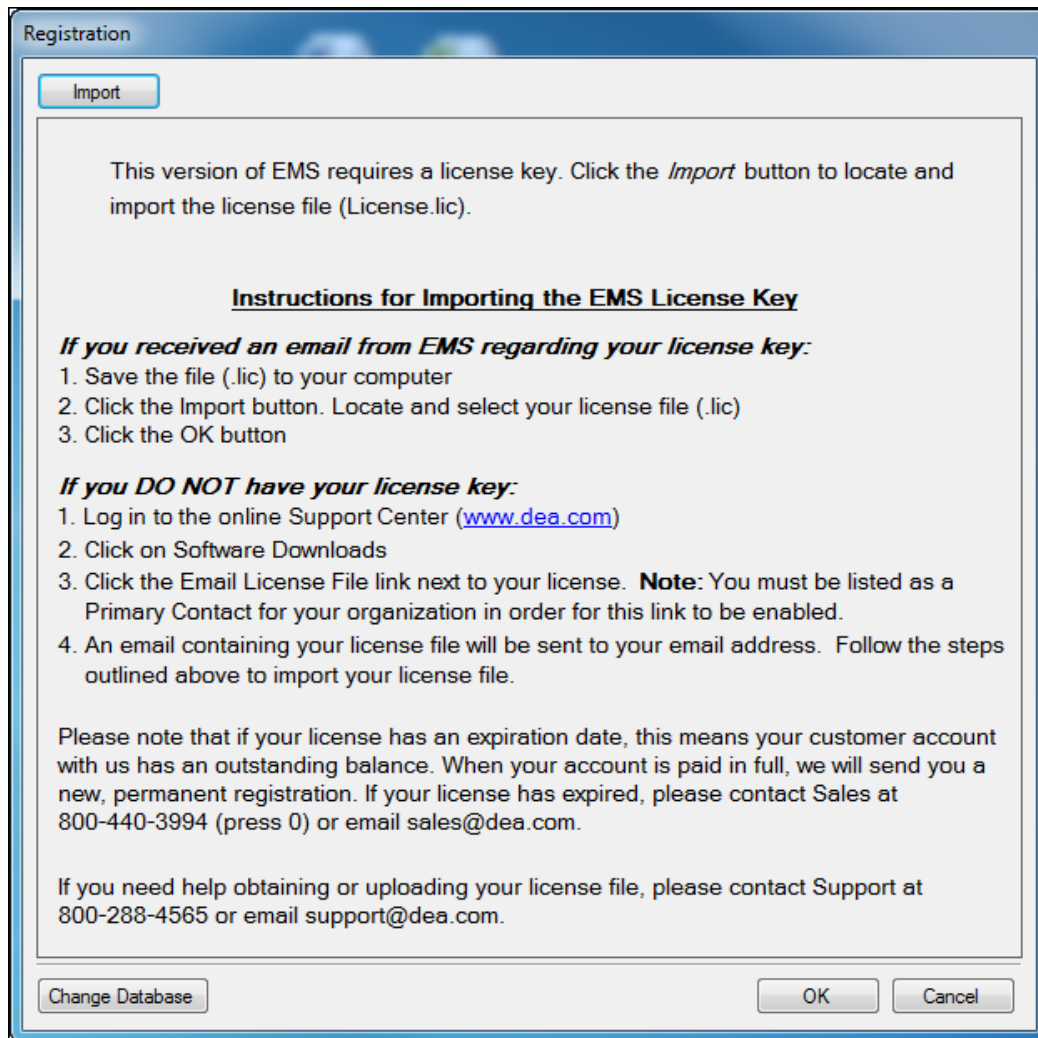 Registration
Import
This version of EMS requires a license key. Click the Import button to locate and
import the license file (License.lic).
Instructions for Importing the EMS License Key
If you received an email from EMS regarding your license key:
1. Save the file (.lic) to your computer
2. Click the Import button. Locate and select your license file (.lic)
3. Click the OK button
If you DO NOT have your license key:
1. Log in to the online Support Center (www.dea.com)
2. Click on Software Downloads
3. Click the Email License File link next to your license.  Note: You must be listed as a
Primary Contact for your organization in order for this link to be enabled.
4. An email containing your license file will be sent to your email address.  Follow the steps
outlined above to import your license file.
Please note that if your license has an expiration date, this means your customer account
with us has an outstanding balance. When your account is paid in full, we will send you a
new, permanent registration. If your license has expired, please contact Sales at
800-440-3994 (press 0) or email sales@dea.com.
If you need help obtaining or uploading your license file, please contact Support at
800-288-4565 or email support@dea.com.
Change Database
OK
Cancel